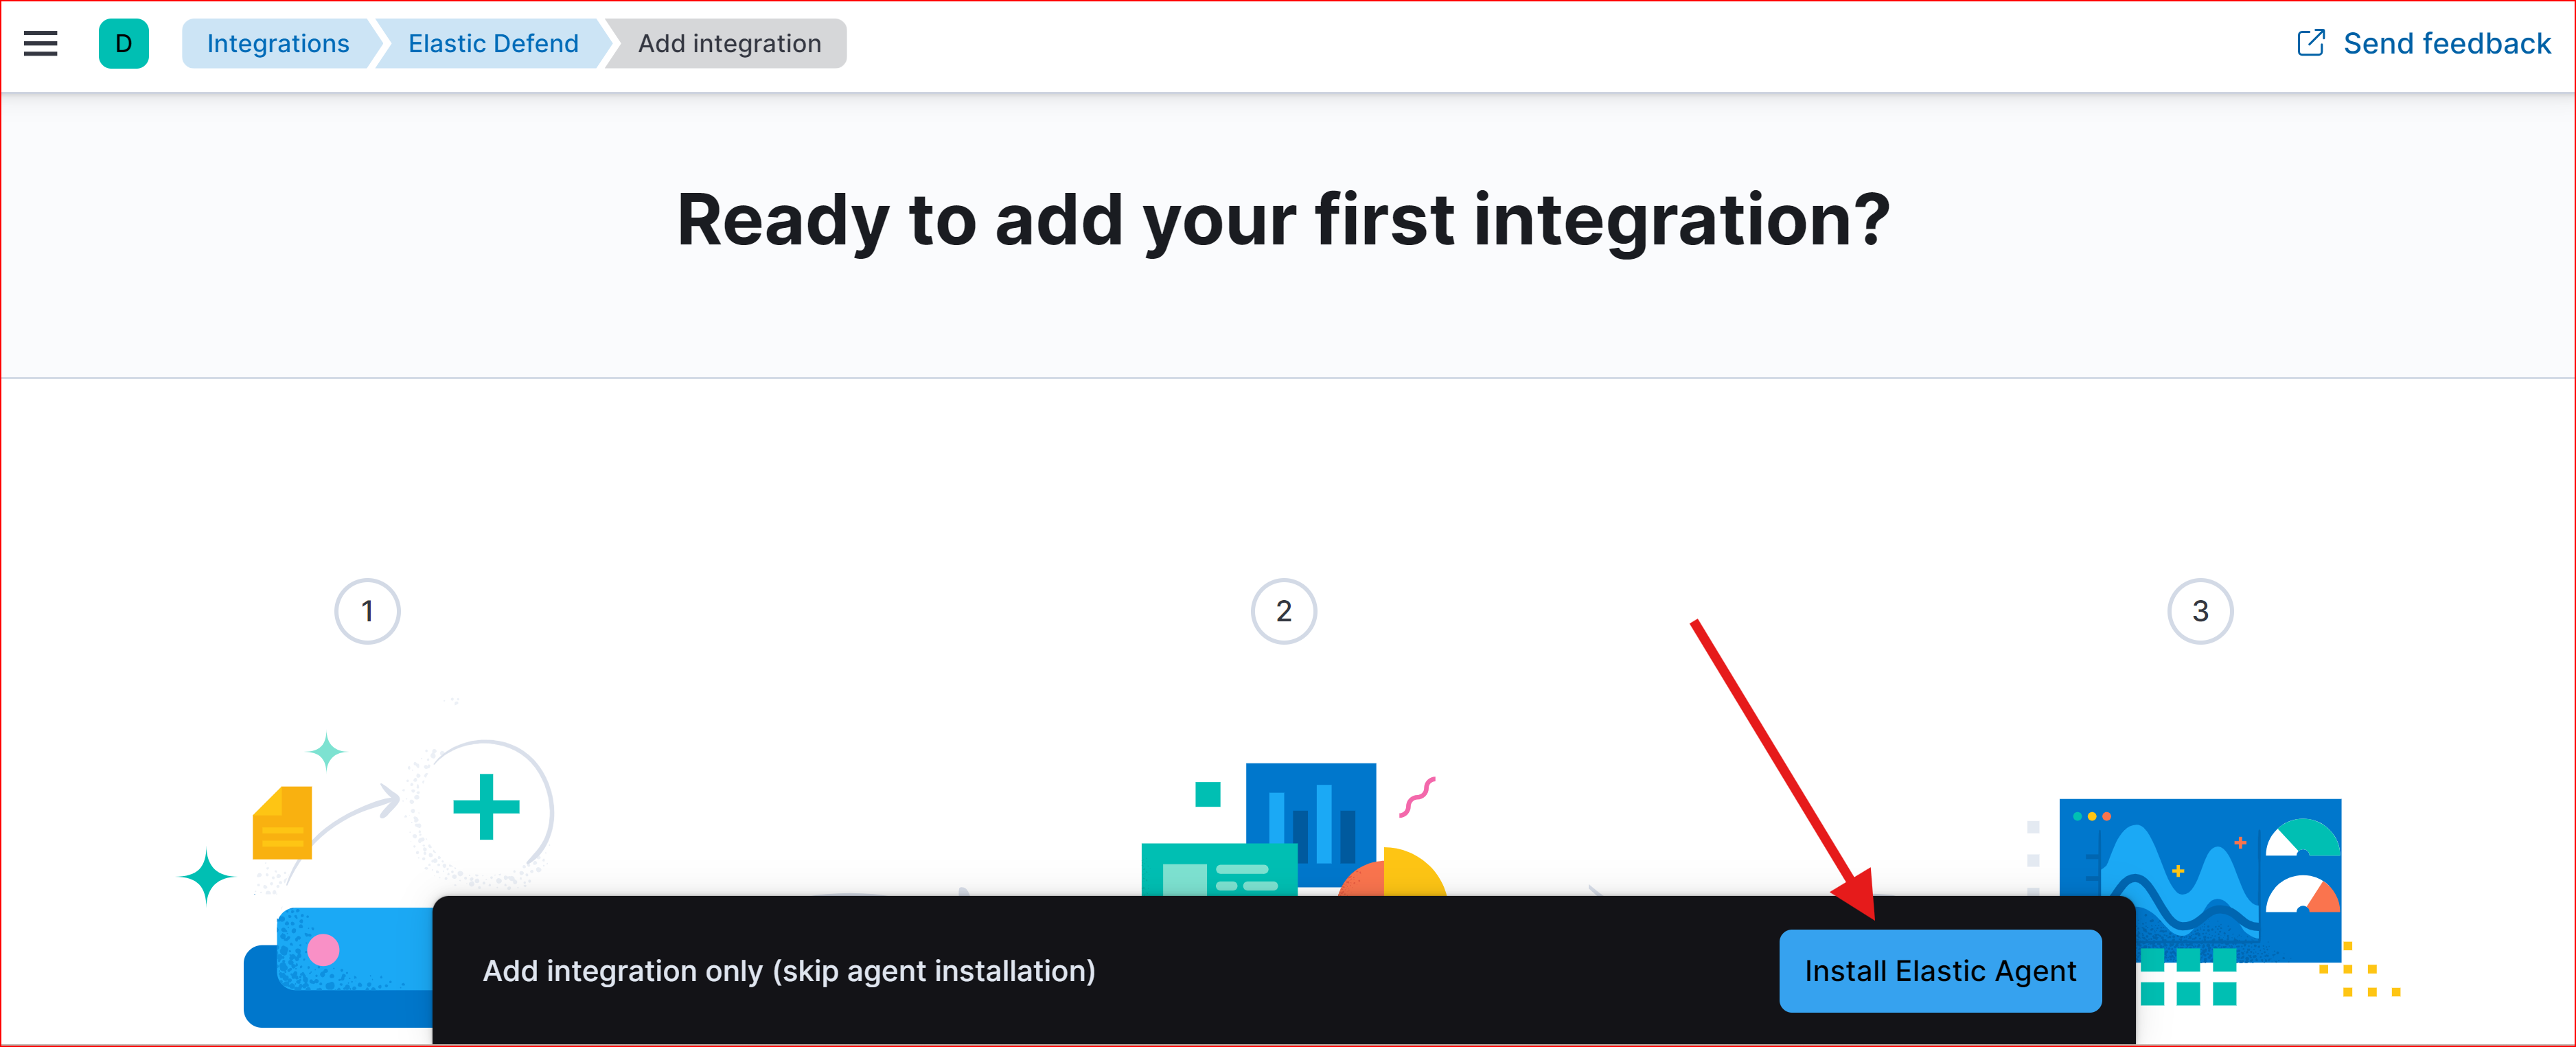 D
Integrations
Elastic Defend
Add integration
Send feedback
Ready to add your first integration?
1
2
3
Add integration only (skip agent installation)
Install Elastic Agent